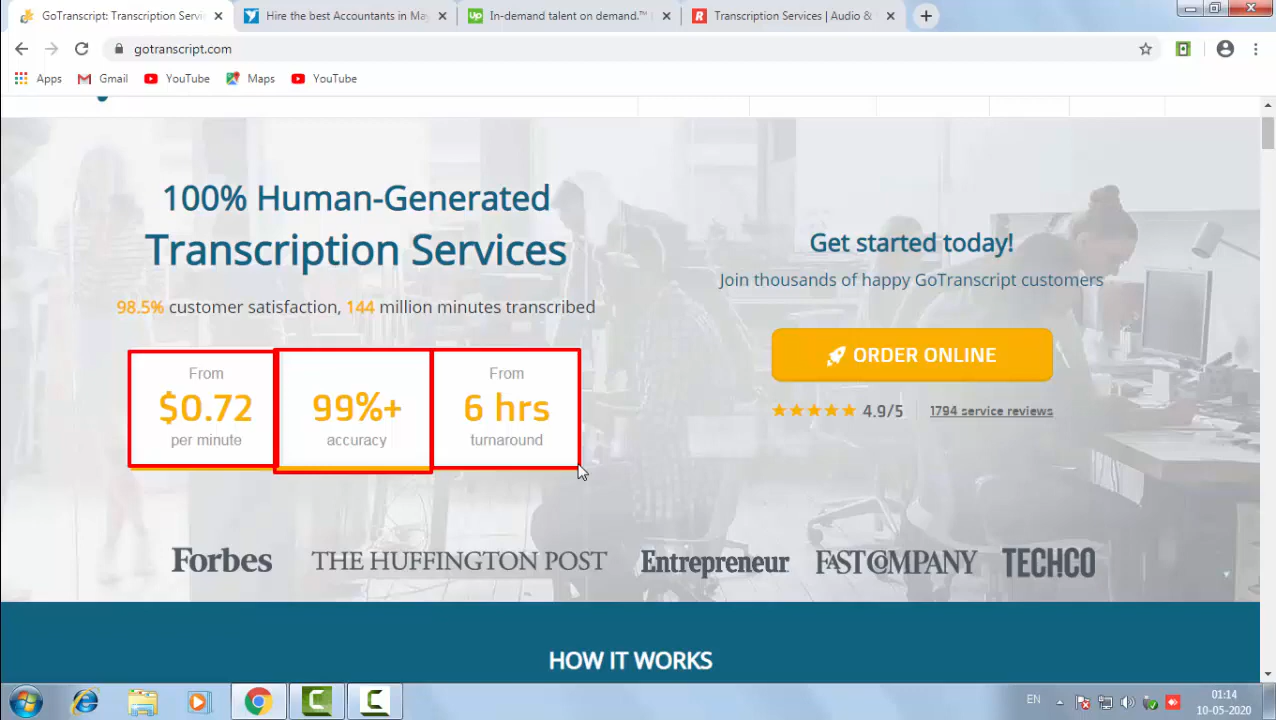 GoTranscript: Transcription Servi
Hire the best Accountants in May
Up In-demand talent on demand.™
R Transcription Services | Audio &
gotranscript.com
Apps
Gmail
YouTube
Maps
YouTube
100% Human-Generated
Transcription Services
98.5% customer satisfaction, 144 million minutes transcribed
From
$0.72
per minute
99%+
accuracy
From
6 hrs
turnaround
Get started today!
Join thousands of happy GoTranscript customers
ORDER ONLINE
4.9/5 1794 service reviews
Forbes
THE HUFFINGTON POST
Entrepreneur
FAST COMPANY
TECH.CO
HOW IT WORKS
EN
01:14
10-05-2020